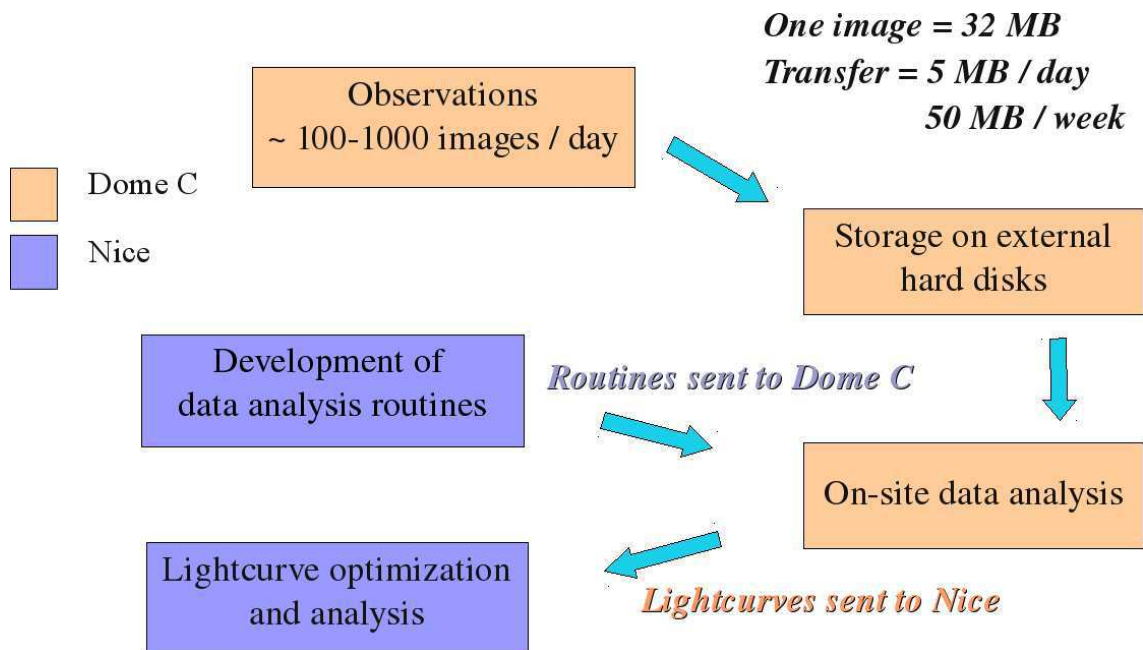 One image = 32 MB
Transfer = 5 MB / day
50 MB / week
Observations
~ 100-1000 images / day
Dome C
Nice
Storage on external
hard disks
Development of
data analysis routines
Routines sent to Dome C
On-site data analysis
Lightcurve optimization
and analysis
Lightcurves sent to Nice